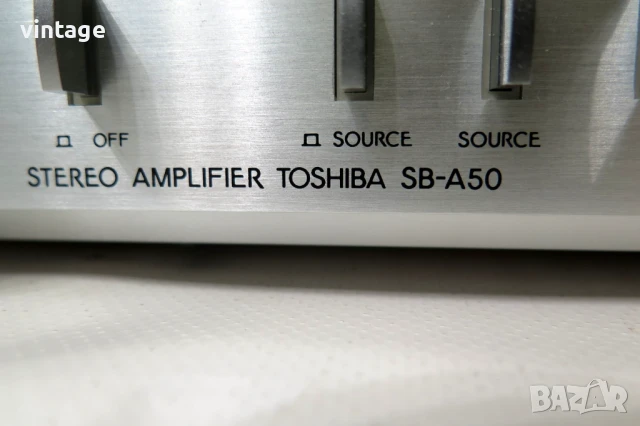 vintage
OFF
SOURCE SOURCE
STEREO AMPLIFIER TOSHIBA SB-A50
BAZAR